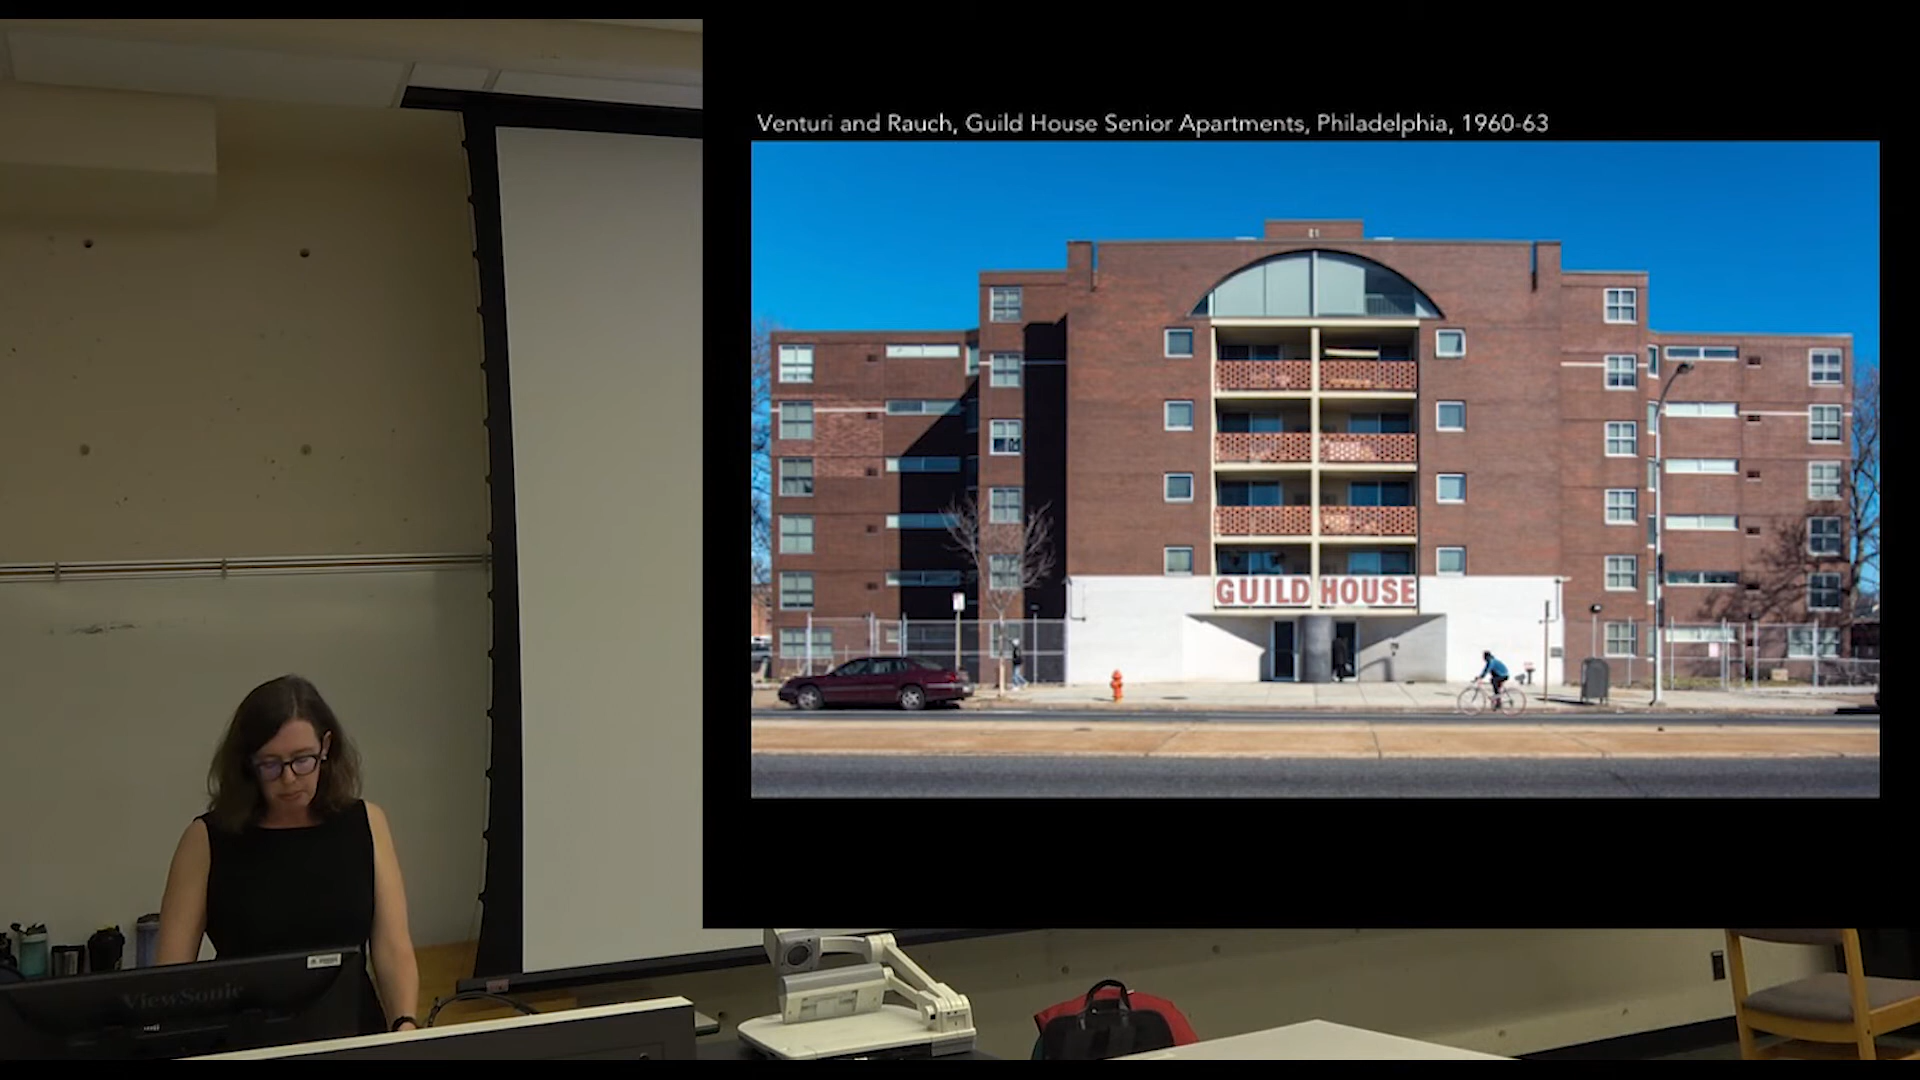 Venturi and Rauch, Guild House Senior Apartments, Philadelphia, 1960-63
GUILD HOUSE
ViewSonic